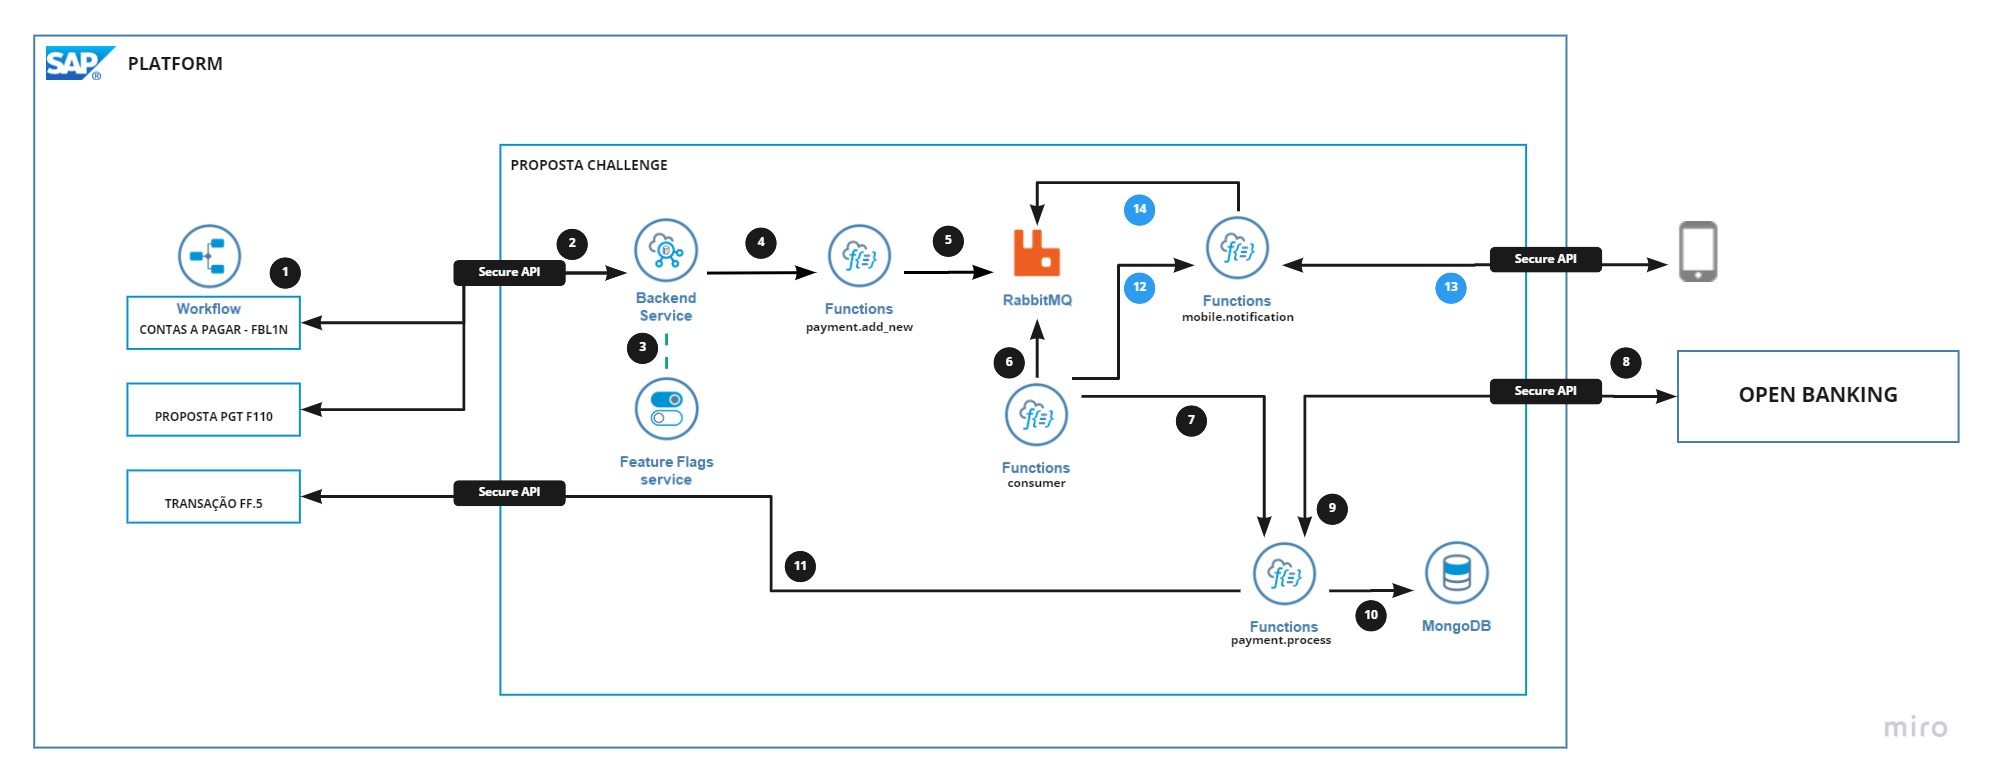 SAP®
PLATFORM
PROPOSTA CHALLENGE
1
Workflow
CONTAS A PAGAR - FBL1N
PROPOSTA PGT F110
TRANSAÇÃO FF.5
Secure API
2
Backend
Service
3
Feature Flags
service
4
Functions
payment.add_new
5
RabbitMQ
6
Functions
consumer
14
12
Functions
mobile.notification
13
Secure API
7
Secure API
8
OPEN BANKING
9
Secure API
11
Functions
payment.process
10
MongoDB
miro